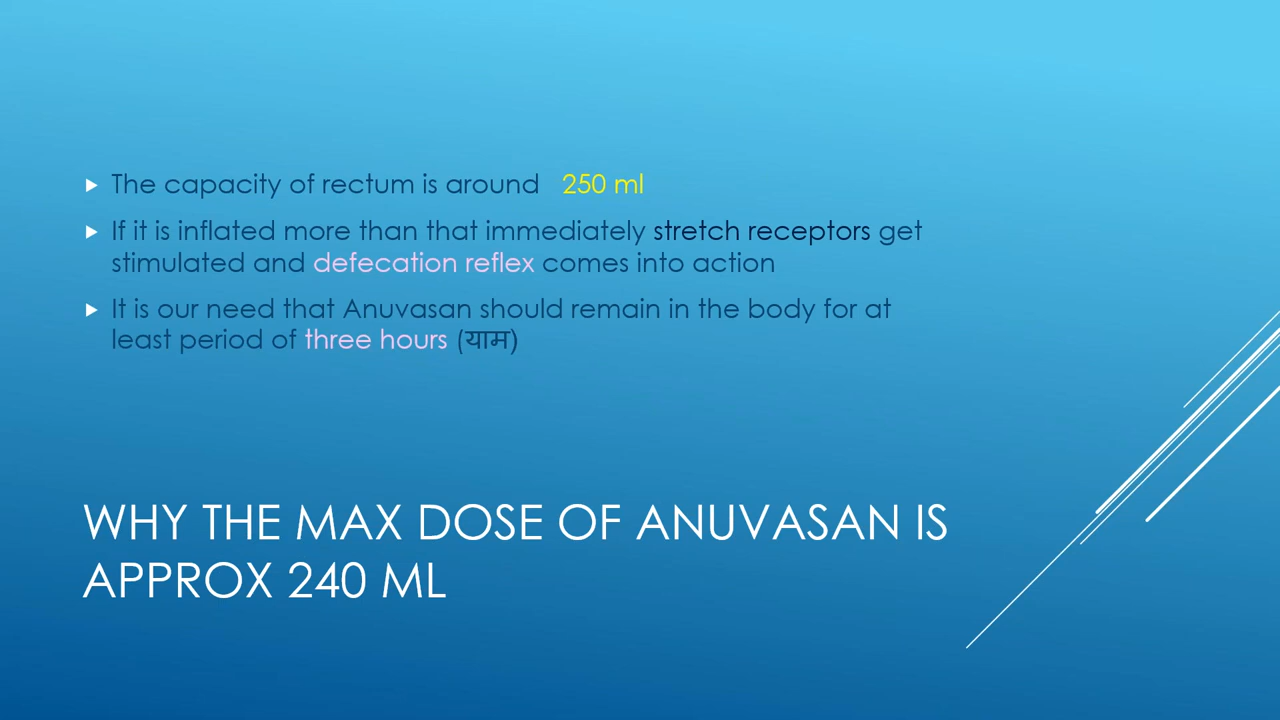 The capacity of rectum is around 250 ml
If it is inflated more than that immediately stretch receptors get
stimulated and defecation reflex comes into action
It is our need that Anuvasan should remain in the body for at
least period of three hours (याम)
WHY THE MAX DOSE OF ANUVASAN IS
APPROX 240 ML